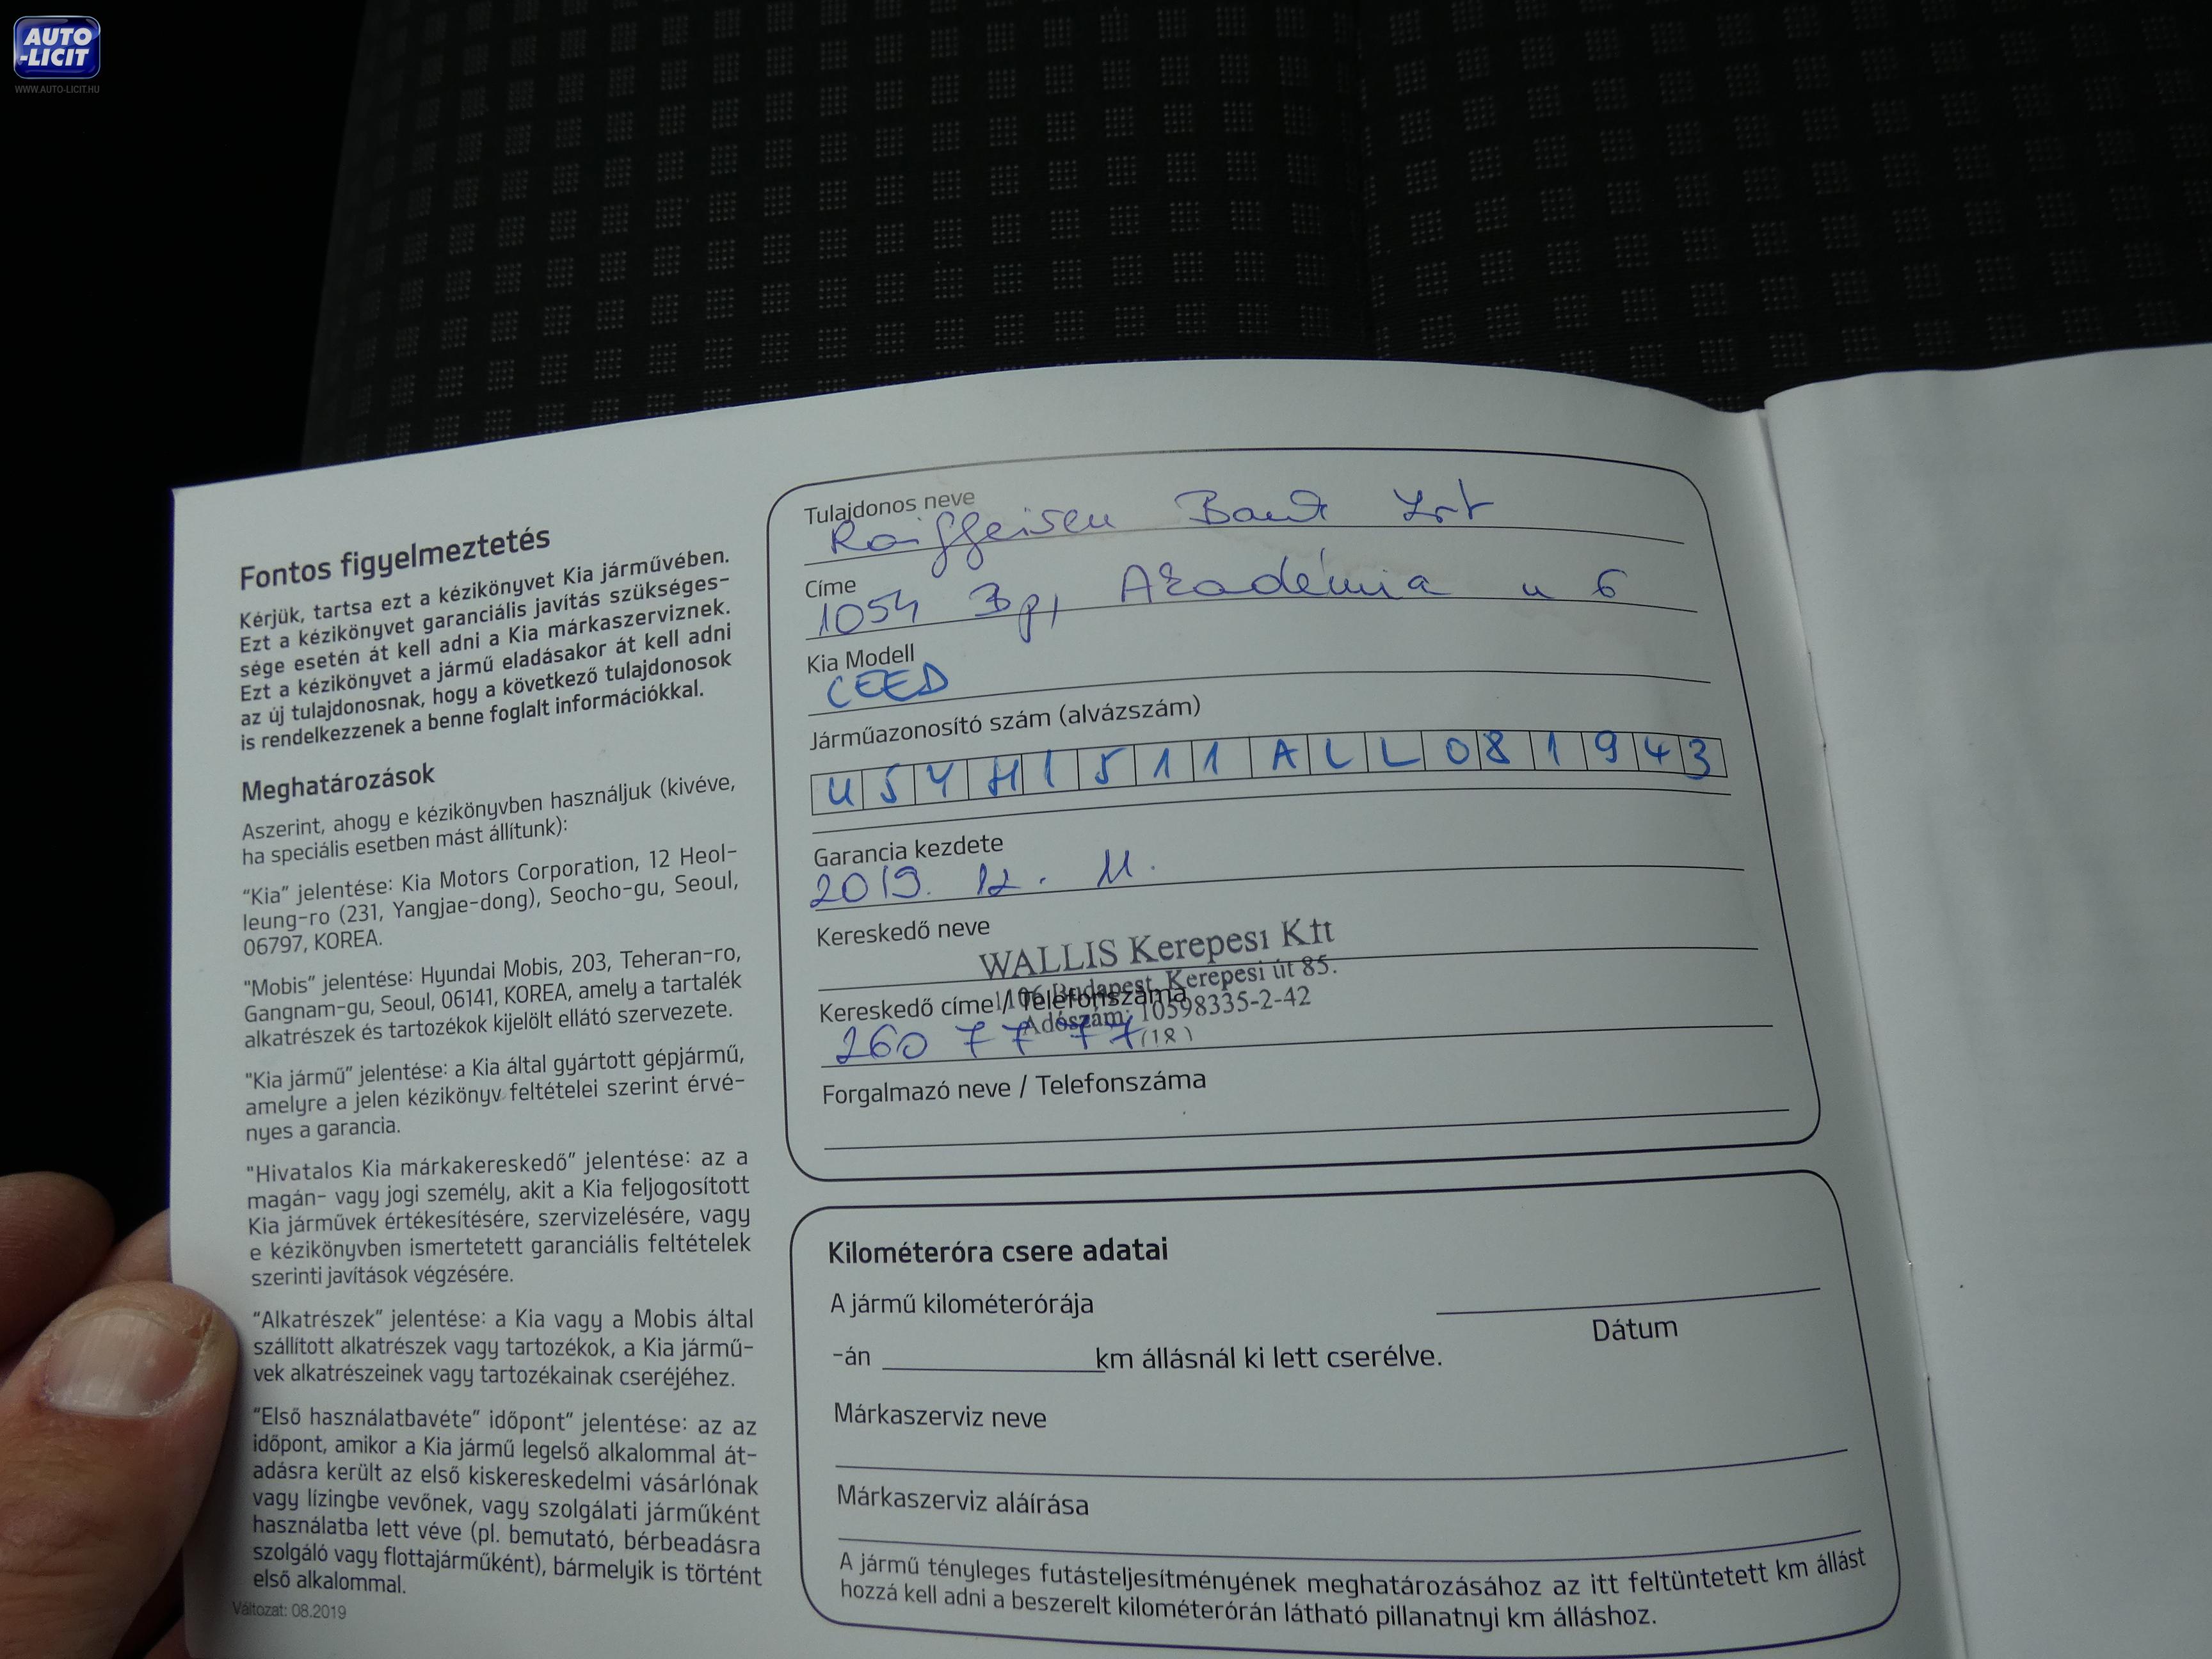 AUTO
-LICIT
WWW.AUTO-LICIT.HU
Fontos figyelmeztetés
Kérjük, tartsa ezt a kézikönyvet Kia járművében.
Ezt a kézikönyvet garanciális javítás szükséges-
sége esetén át kell adni a Kia márkaszerviznek.
Ezt a kézikönyvet a jármű eladásakor át kell adni
az új tulajdonosnak, hogy a következő tulajdonosok
is rendelkezzenek a benne foglalt információkkal.
Meghatározások
Aszerint, ahogy e kézikönyvben használjuk (kivéve,
ha speciális esetben mást állítunk):
"Kia" jelentése: Kia Motors Corporation, 12 Heol-
leung-ro (231, Yangjae-dong), Seocho-gu, Seoul,
06797, KOREA.
"Mobis" jelentése: Hyundai Mobis, 203, Teheran-ro,
Gangnam-gu, Seoul, 06141, KOREA, amely a tartalék
alkatrészek és tartozékok kijelölt ellátó szervezete.
"Kia jármű" jelentése: a Kia által gyártott gépjármű,
amelyre a jelen kézikönyv feltételei szerint érvé-
nyes a garancia.
"Hivatalos Kia márkakereskedő" jelentése: az a
magán- vagy jogi személy, akit a Kia feljogosított
Kia járművek értékesítésére, szervizelésére, vagy
e kézikönyvben ismertetett garanciális feltételek
szerinti javítások végzésére.
"Alkatrészek" jelentése: a Kia vagy a Mobis által
szállított alkatrészek vagy tartozékok, a Kia jármű-
vek alkatrészeinek vagy tartozékainak cseréjéhez.
"Első használatbavéte" időpont" jelentése: az az
időpont, amikor a Kia jármű legelső alkalommal át-
adásra került az első kiskereskedelmi vásárlónak
vagy lízingbe vevőnek, vagy szolgálati járműként
használatba lett véve (pl. bemutató, bérbeadásra
szolgáló vagy flottajárműként), bármelyik is történt
első alkalommal.
Változat: 08.2019
Tulajdonos neve
Raiffeisen Bank Zrt
Címe
1054 Bp, Akadémia u 6
Kia Modell
CEED
Járműazonosító szám (alvázszám)
U5YH1511ALL081943
Garancia kezdete
2019. 12. 11.
Kereskedő neve
WALLIS Kerepesi Kft
1106 Budapest, Kerepesi út 85.
Kereskedő címe / Telefonszáma
Adószám: 10598335-2-42
260 77 77 (18)
Forgalmazó neve / Telefonszáma
Kilométeróra csere adatai
A jármű kilométerórája
Dátum
-án km állásnál ki lett cserélve.
Márkaszerviz neve
Márkaszerviz aláírása
A jármű tényleges futásteljesítményének meghatározásához az itt feltüntetett km állást
hozzá kell adni a beszerelt kilométerórán látható pillanatnyi km álláshoz.